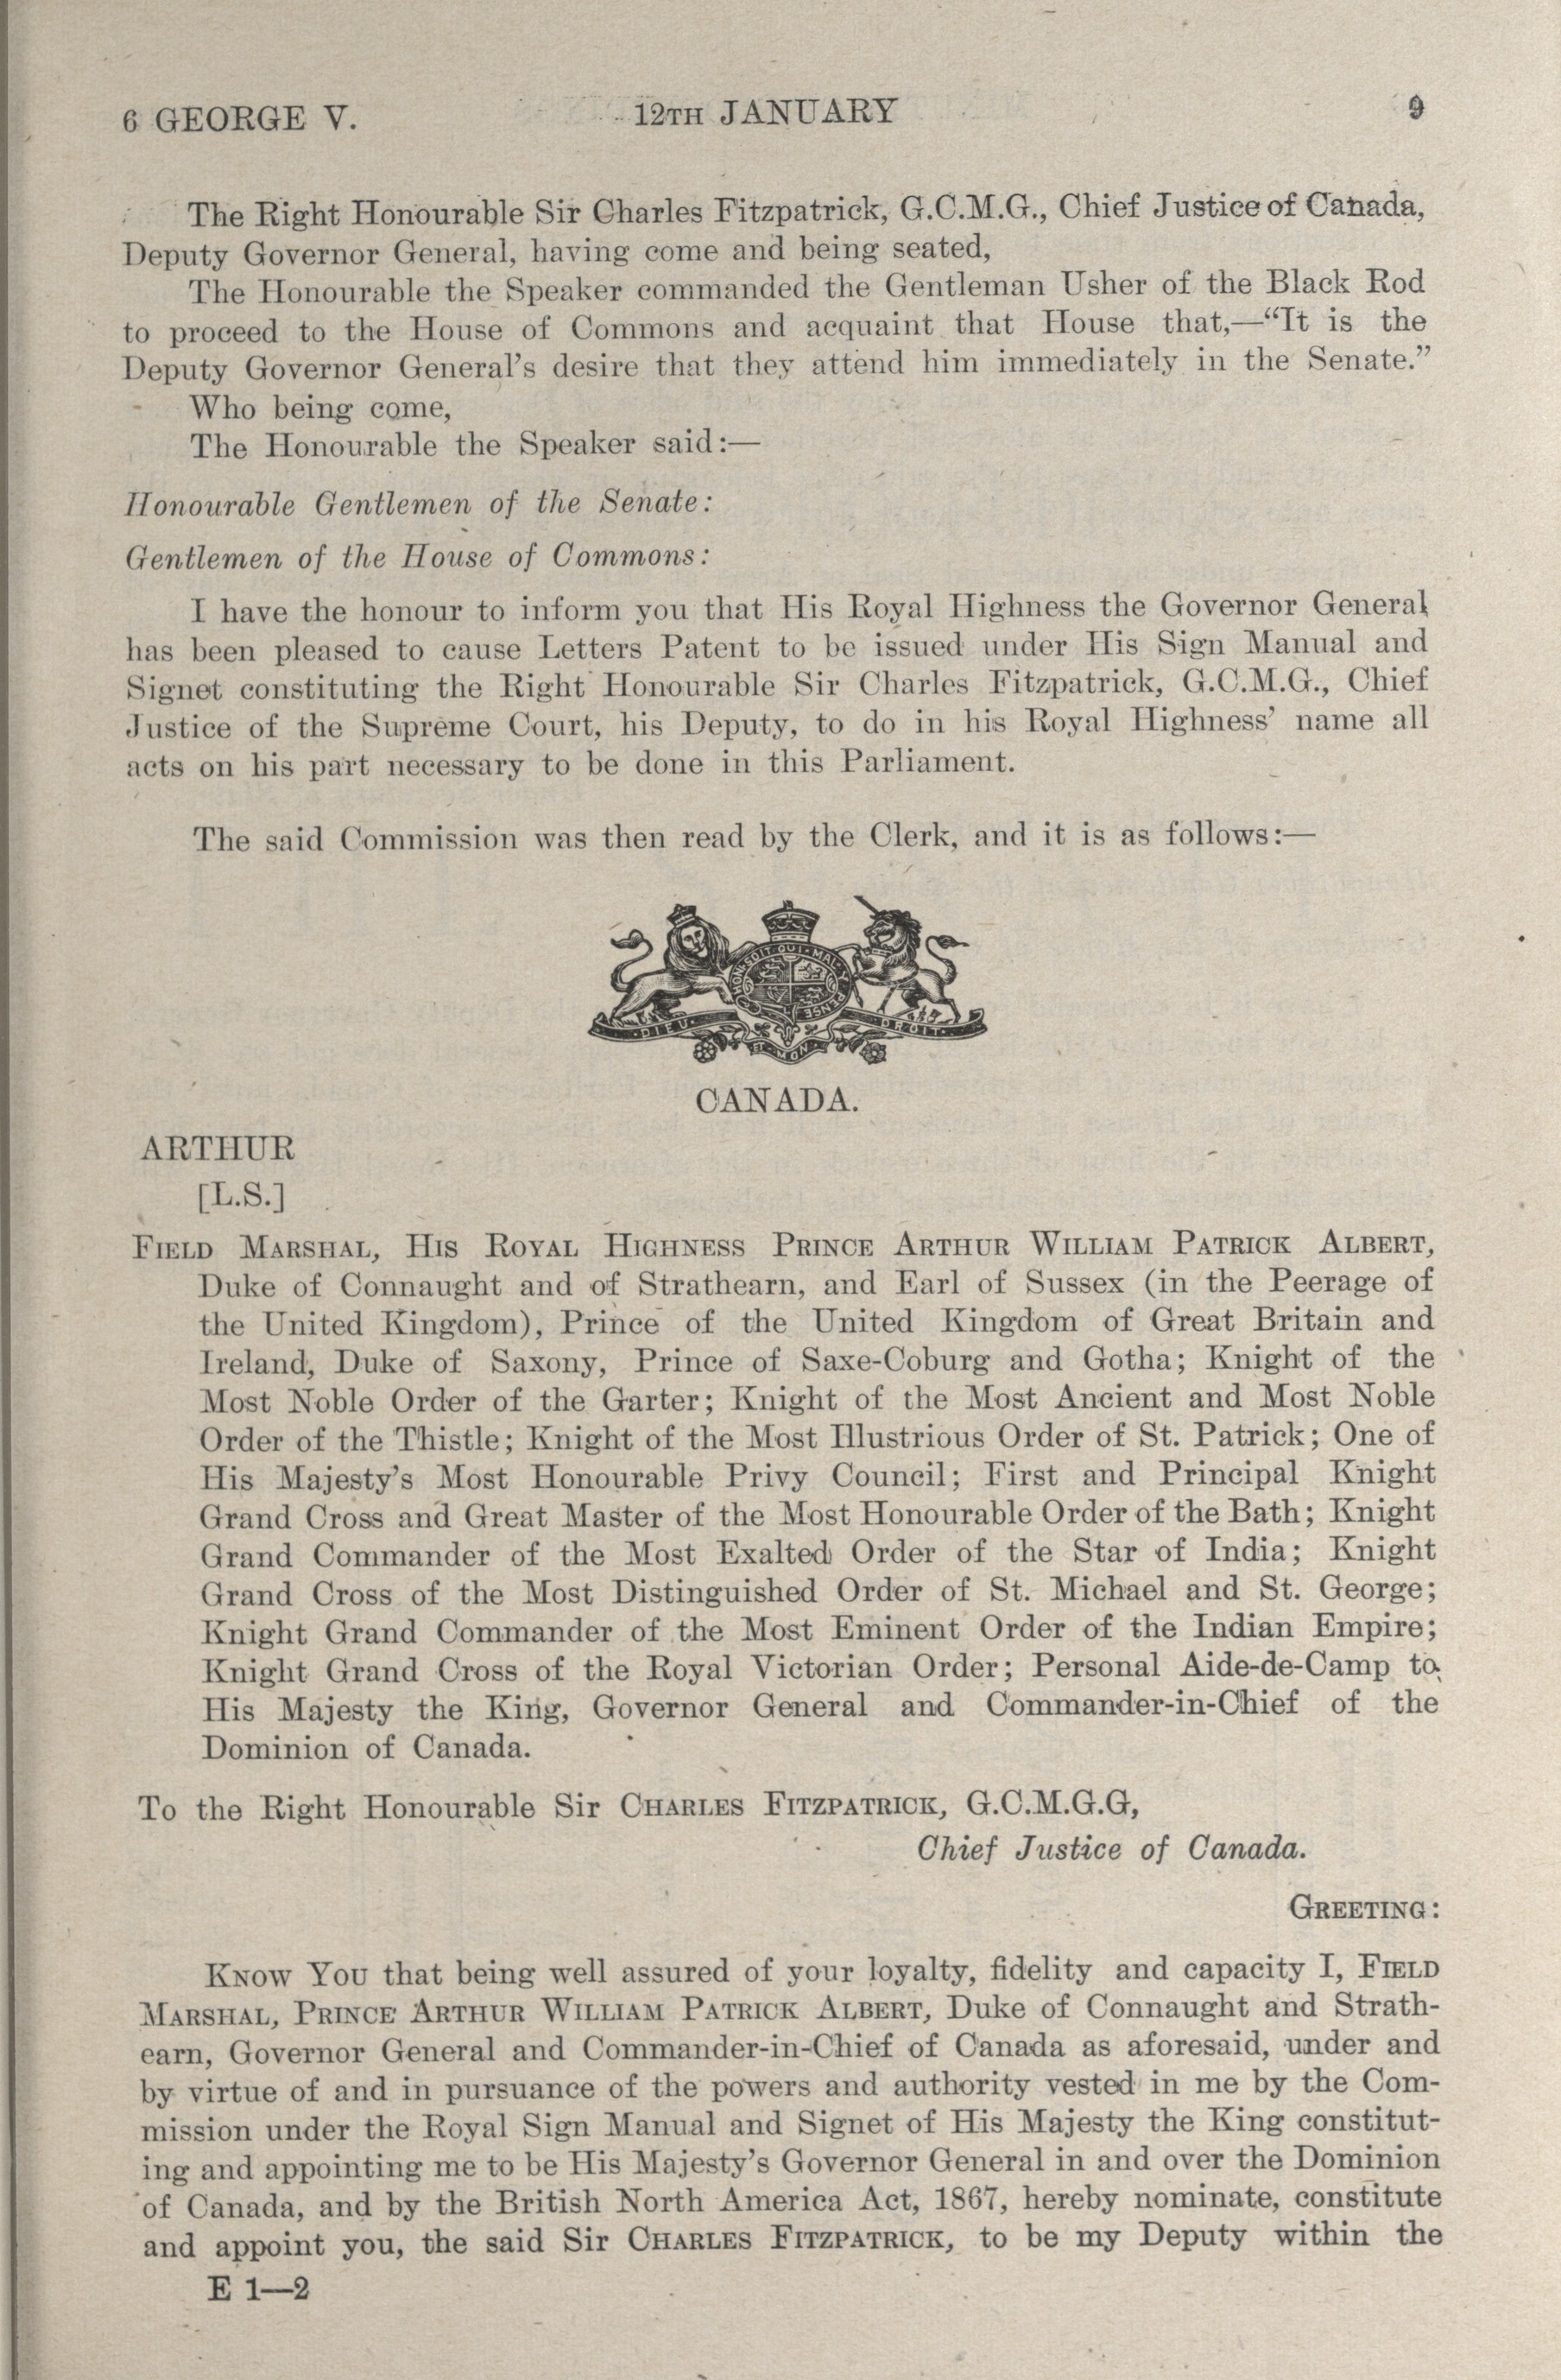 6 GEORGE V.
12TH JANUARY
9
The Right Honourable Sir Charles Fitzpatrick, G.C.M.G., Chief Justice of Canada,
Deputy Governor General, having come and being seated,
The Honourable the Speaker commanded the Gentleman Usher of the Black Rod
to proceed to the House of Commons and acquaint that House that,—“It is the
Deputy Governor General’s desire that they attend him immediately in the Senate.”
Who being come,
The Honourable the Speaker said:—
Honourable Gentlemen of the Senate:
Gentlemen of the House of Commons:
I have the honour to inform you that His Royal Highness the Governor General
has been pleased to cause Letters Patent to be issued under His Sign Manual and
Signet constituting the Right Honourable Sir Charles Fitzpatrick, G.C.M.G., Chief
Justice of the Supreme Court, his Deputy, to do in his Royal Highness’ name all
acts on his part necessary to be done in this Parliament.
The said Commission was then read by the Clerk, and it is as follows:—
SOIT QUI MAL Y
DIEU ET MON DROIT
CANADA.
ARTHUR
[L.S.]
FIELD MARSHAL, HIS ROYAL HIGHNESS PRINCE ARTHUR WILLIAM PATRICK ALBERT,
Duke of Connaught and of Strathearn, and Earl of Sussex (in the Peerage of
the United Kingdom), Prince of the United Kingdom of Great Britain and
Ireland, Duke of Saxony, Prince of Saxe-Coburg and Gotha; Knight of the
Most Noble Order of the Garter; Knight of the Most Ancient and Most Noble
Order of the Thistle; Knight of the Most Illustrious Order of St. Patrick; One of
His Majesty’s Most Honourable Privy Council; First and Principal Knight
Grand Cross and Great Master of the Most Honourable Order of the Bath; Knight
Grand Commander of the Most Exalted Order of the Star of India; Knight
Grand Cross of the Most Distinguished Order of St. Michael and St. George;
Knight Grand Commander of the Most Eminent Order of the Indian Empire;
Knight Grand Cross of the Royal Victorian Order; Personal Aide-de-Camp to
His Majesty the King, Governor General and Commander-in-Chief of the
Dominion of Canada.
To the Right Honourable Sir CHARLES FITZPATRICK, G.C.M.G.G,
Chief Justice of Canada.
GREETING:
KNOW YOU that being well assured of your loyalty, fidelity and capacity I, FIELD
MARSHAL, PRINCE ARTHUR WILLIAM PATRICK ALBERT, Duke of Connaught and Strath-
earn, Governor General and Commander-in-Chief of Canada as aforesaid, under and
by virtue of and in pursuance of the powers and authority vested in me by the Com-
mission under the Royal Sign Manual and Signet of His Majesty the King constitut-
ing and appointing me to be His Majesty’s Governor General in and over the Dominion
of Canada, and by the British North America Act, 1867, hereby nominate, constitute
and appoint you, the said Sir CHARLES FITZPATRICK, to be my Deputy within the
E 1—2